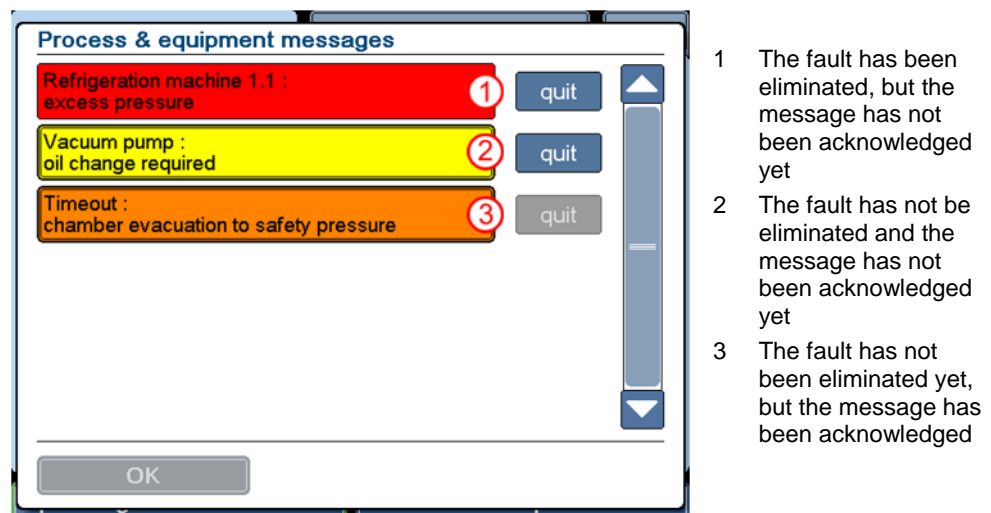 Process & equipment messages
Refrigeration machine 1.1 :
excess pressure
1
quit
Vacuum pump :
oil change required
2
quit
Timeout :
chamber evacuation to safety pressure
3
quit
OK
1 The fault has been
eliminated, but the
message has not
been acknowledged
yet
2 The fault has not be
eliminated and the
message has not
been acknowledged
yet
3 The fault has not
been eliminated yet,
but the message has
been acknowledged